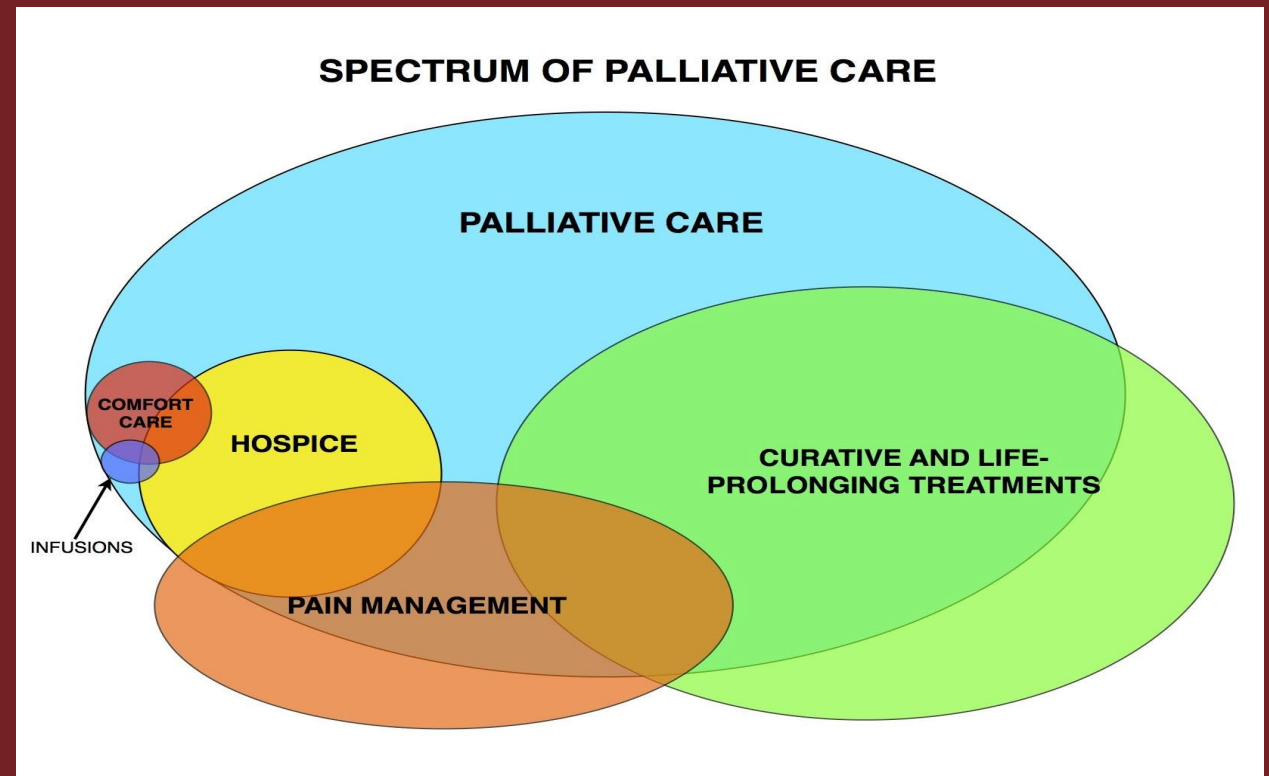 SPECTRUM OF PALLIATIVE CARE
PALLIATIVE CARE
COMFORT
CARE
HOSPICE
CURATIVE AND LIFE-
PROLONGING TREATMENTS
INFUSIONS
PAIN MANAGEMENT